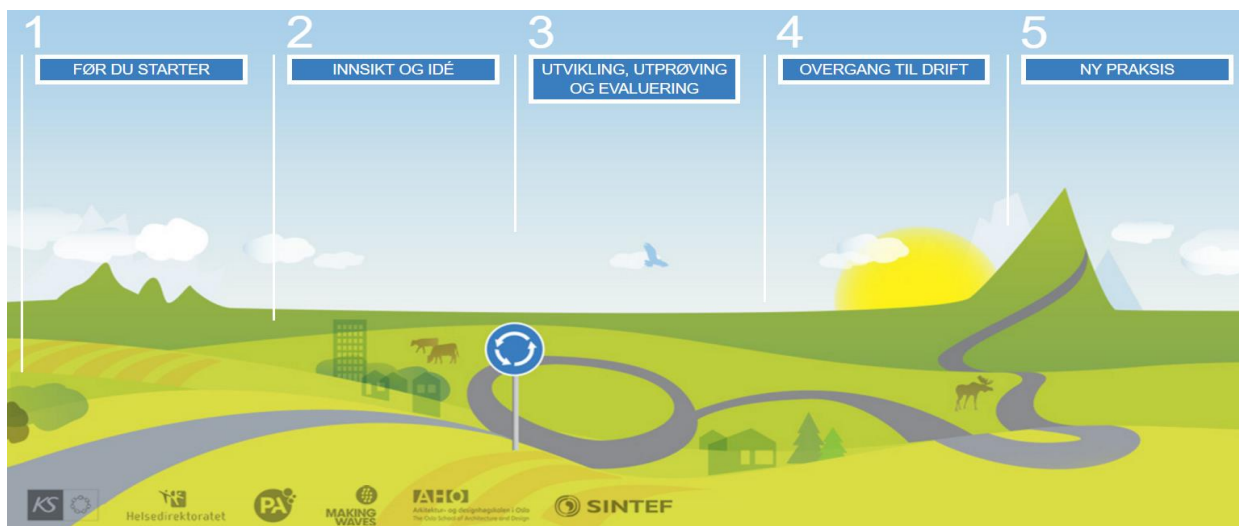 1
FØR DU STARTER
2
INNSIKT OG IDÉ
3
UTVIKLING, UTPRØVING
OG EVALUERING
4
OVERGANG TIL DRIFT
5
NY PRAKSIS
KS
Helsedirektoratet
PA
MAKING
WAVES
AHO
Arkitektur- og designhøgskolen i Oslo
The Oslo School of Architecture and Design
SINTEF